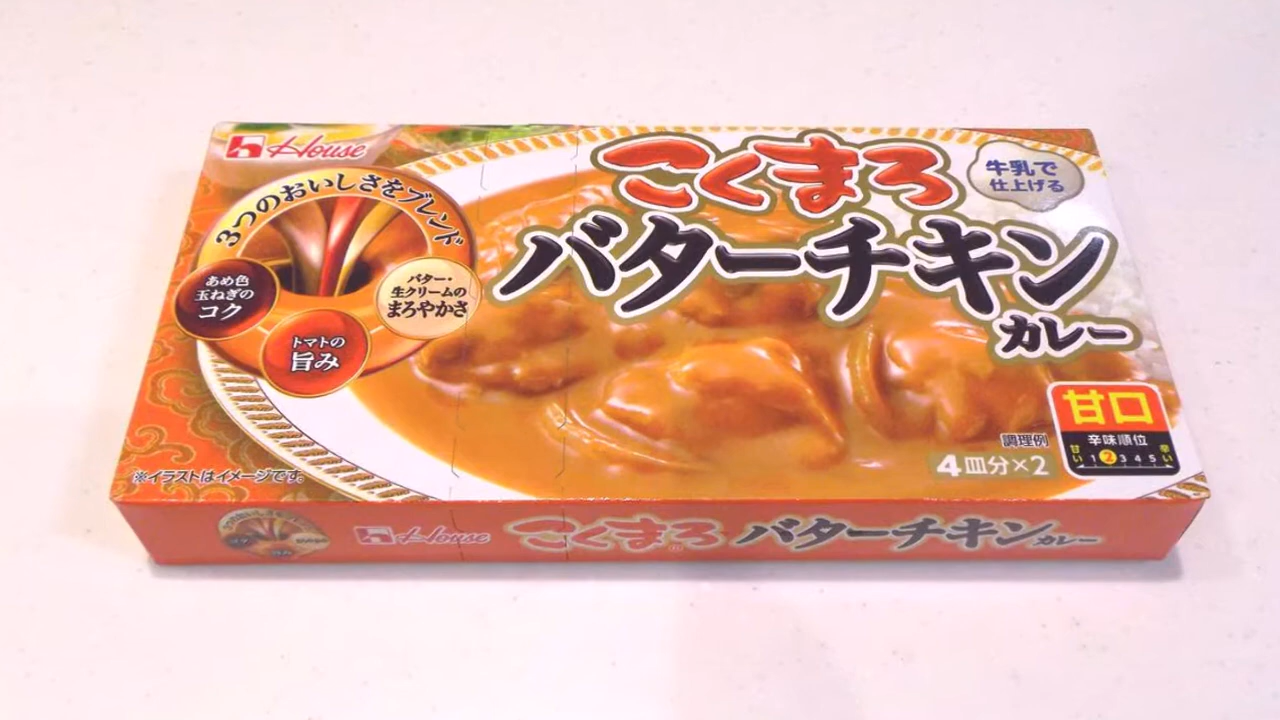 House
こくまろ
バターチキン
カレー
牛乳で
仕上げる
3つのおいしさをブレンド
あめ色
玉ねぎの
コク
トマトの
旨み
バター・
生クリームの
まろやかさ
甘口
辛味順位
甘い 1 2 3 4 5 辛い
調理例
4皿分×2
※イラストはイメージです。
House こくまろ® バターチキンカレー